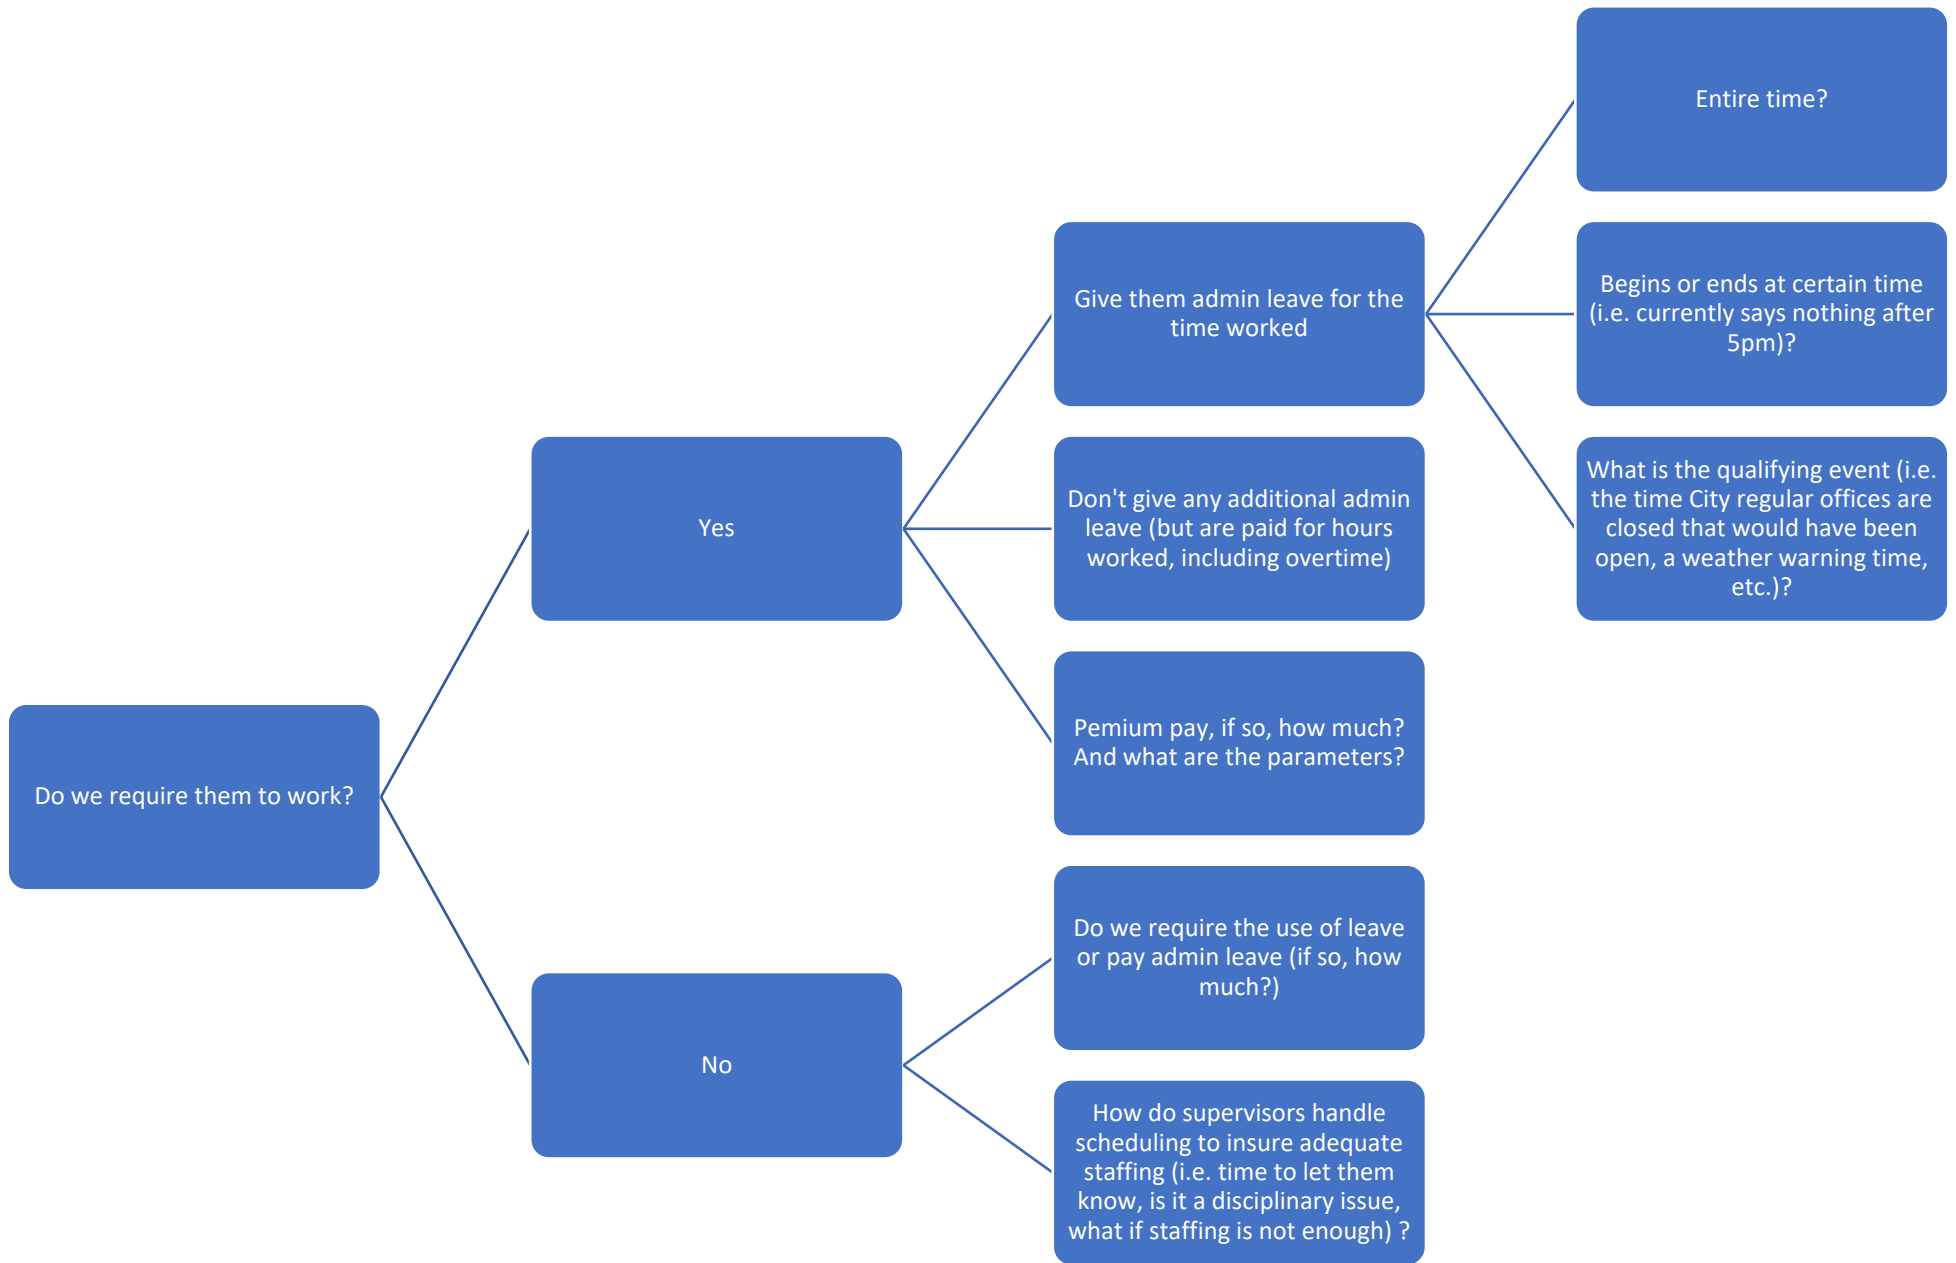 Do we require them to work?
Yes
Give them admin leave for the
time worked
Entire time?
Begins or ends at certain time
(i.e. currently says nothing after
5pm)?
What is the qualifying event (i.e.
the time City regular offices are
closed that would have been
open, a weather warning time,
etc.)?
Don't give any additional admin
leave (but are paid for hours
worked, including overtime)
Pemium pay, if so, how much?
And what are the parameters?
No
Do we require the use of leave
or pay admin leave (if so, how
much?)
How do supervisors handle
scheduling to insure adequate
staffing (i.e. time to let them
know, is it a disciplinary issue,
what if staffing is not enough) ?